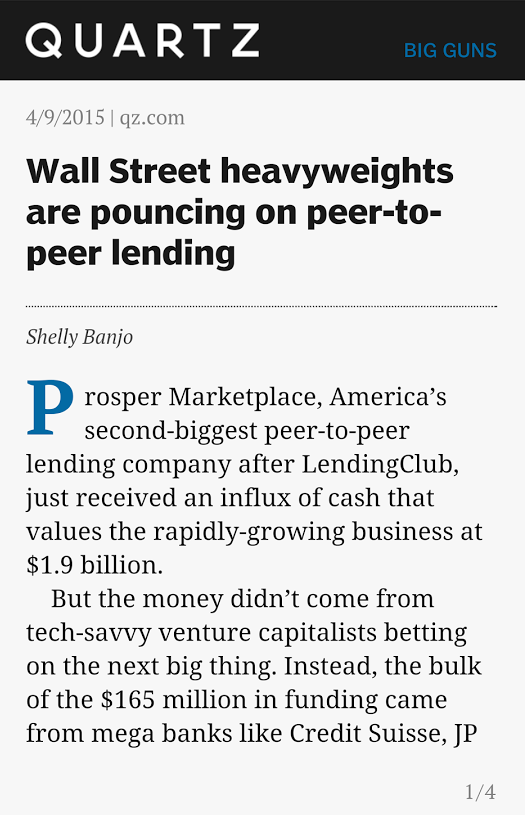 QUARTZ
BIG GUNS
4/9/2015 | qz.com
Wall Street heavyweights
are pouncing on peer-to-
peer lending
Shelly Banjo
Prosper Marketplace, America’s
second-biggest peer-to-peer
lending company after LendingClub,
just received an influx of cash that
values the rapidly-growing business at
$1.9 billion.
But the money didn’t come from
tech-savvy venture capitalists betting
on the next big thing. Instead, the bulk
of the $165 million in funding came
from mega banks like Credit Suisse, JP
1/4